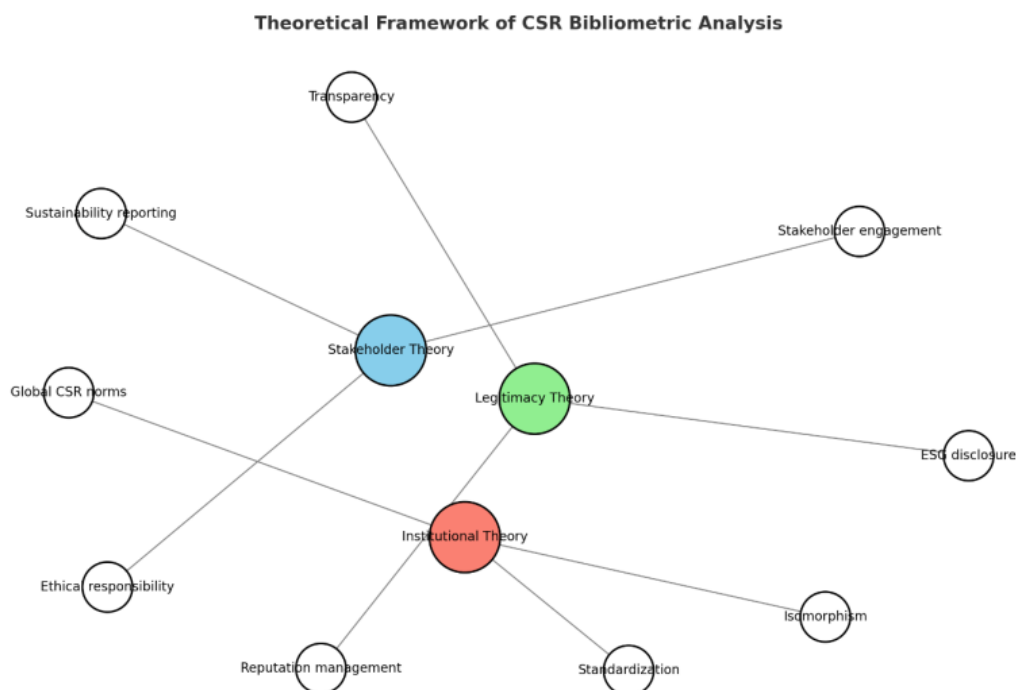 Theoretical Framework of CSR Bibliometric Analysis
Transparency
Sustainability reporting
Stakeholder engagement
Stakeholder Theory
Global CSR norms
Legitimacy Theory
ESG disclosure
Institutional Theory
Ethical responsibility
Isomorphism
Reputation management
Standardization